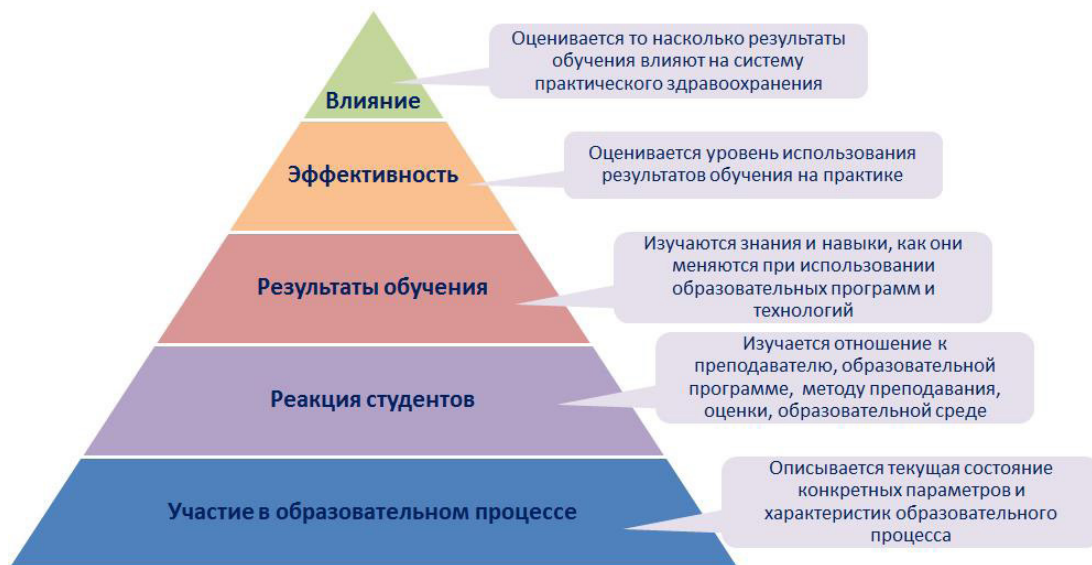 Оценивается то насколько результаты
обучения влияют на систему
практического здравоохранения
Влияние
Оценивается уровень использования
результатов обучения на практике
Эффективность
Изучаются знания и навыки, как они
меняются при использовании
образовательных программ и
технологий
Результаты обучения
Изучается отношение к
преподавателю, образовательной
программе, методу преподавания,
оценки, образовательной среде
Реакция студентов
Описывается текущая состояние
конкретных параметров и
характеристик образовательного
процесса
Участие в образовательном процессе